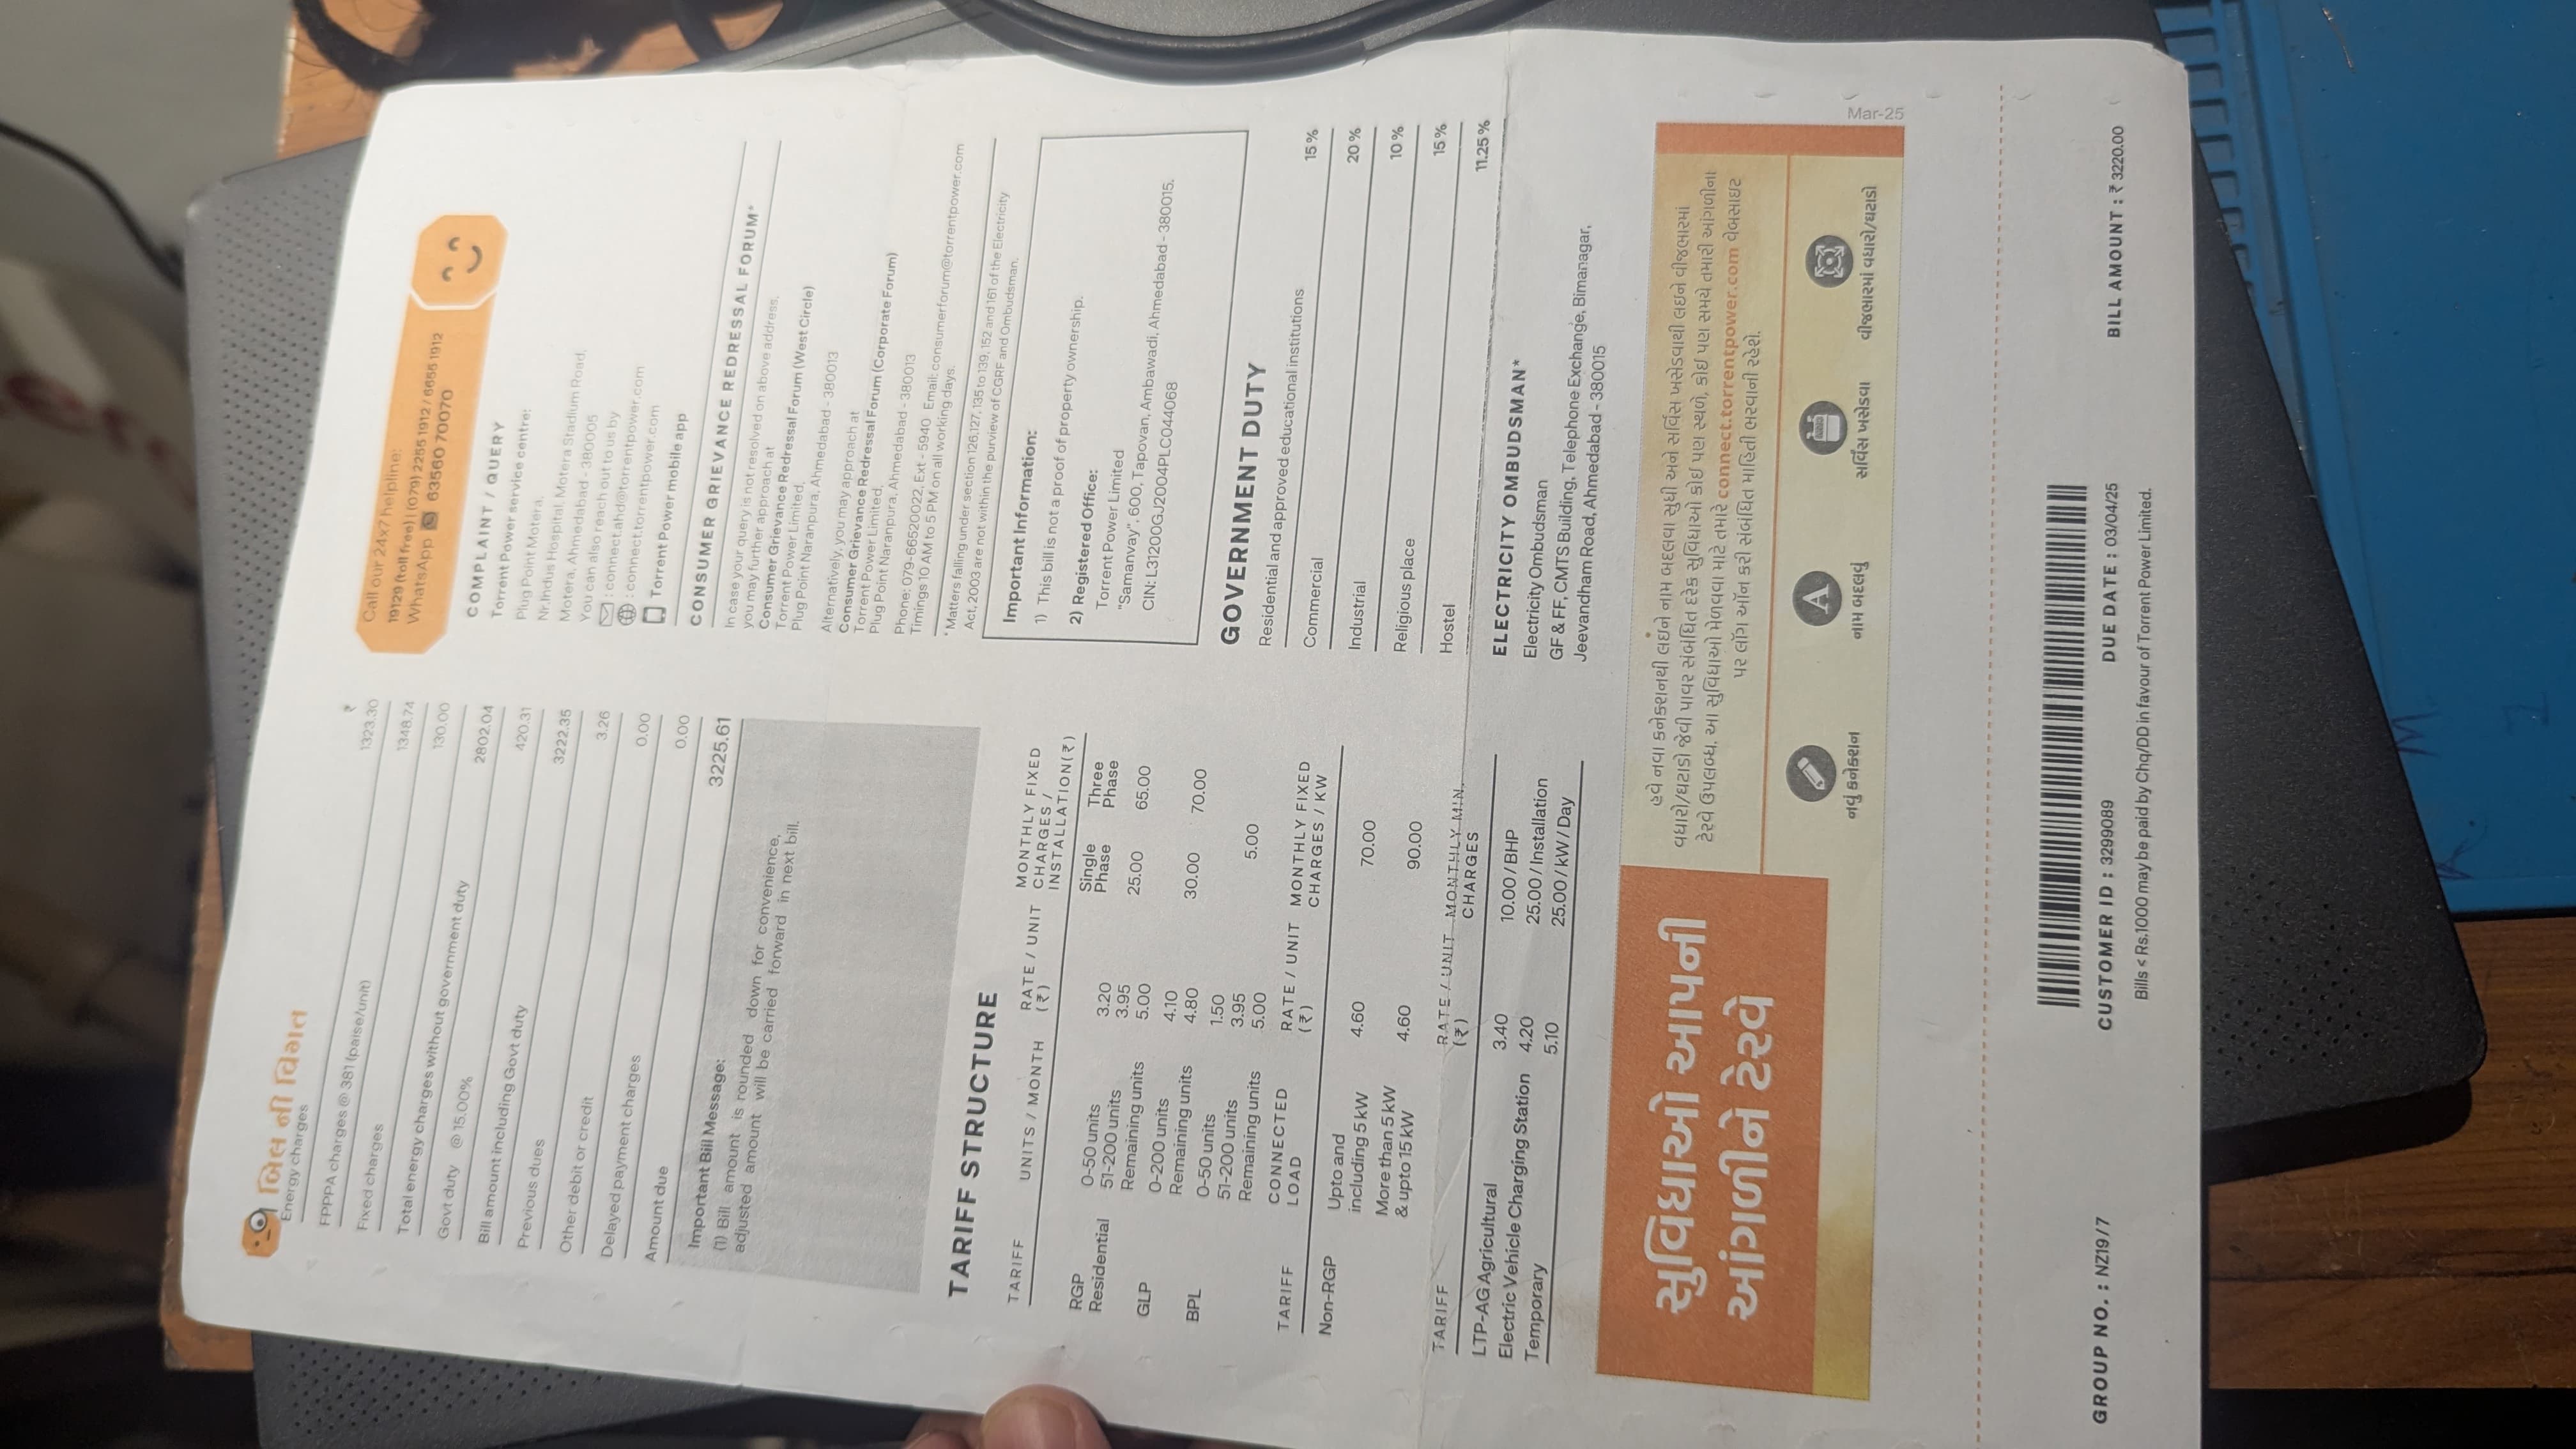 બિલ ની વિગત
₹
Energy charges 1323.30
FPPPA charges @ 381 (paise/unit) 1348.74
Fixed charges 130.00
Total energy charges without government duty 2802.04
Govt duty @ 15.00% 420.31
Bill amount including Govt duty 3222.35
Previous dues 3.26
Other debit or credit 0.00
Delayed payment charges 0.00
Amount due 3225.61
Important Bill Message:
(1) Bill amount is rounded down for convenience,
adjusted amount will be carried forward in next bill.
TARIFF STRUCTURE
TARIFF UNITS / MONTH RATE / UNIT (₹) MONTHLY FIXED CHARGES / INSTALLATION(₹)
Single Phase Three Phase
RGP Residential 0-50 units 3.20 25.00 65.00
51-200 units 3.95
Remaining units 5.00
GLP 0-200 units 4.10 30.00 70.00
Remaining units 4.80
BPL 0-50 units 1.50 5.00
51-200 units 3.95
Remaining units 5.00
TARIFF CONNECTED LOAD RATE / UNIT (₹) MONTHLY FIXED CHARGES / KW
Non-RGP Upto and including 5 kW 4.60 70.00
More than 5 kW & upto 15 kW 4.60 90.00
TARIFF RATE / UNIT (₹) MONTHLY MIN. CHARGES
LTP-AG Agricultural 3.40 10.00 / BHP
Electric Vehicle Charging Station 4.20 25.00 / Installation
Temporary 5.10 25.00 / kW / Day
Call our 24x7 helpline:
19129 (toll free) | (079) 2255 1912 / 6655 1912
WhatsApp 63560 70070
COMPLAINT / QUERY
Torrent Power service centre:
Plug Point Motera,
Nr.Indus Hospital, Motera Stadium Road,
Motera, Ahmedabad - 380005
You can also reach out to us by
: connect.ahd@torrentpower.com
: connect.torrentpower.com
Torrent Power mobile app
CONSUMER GRIEVANCE REDRESSAL FORUM*
In case your query is not resolved on above address,
you may further approach at
Consumer Grievance Redressal Forum (West Circle)
Torrent Power Limited,
Plug Point Naranpura, Ahmedabad - 380013
Alternatively, you may approach at
Consumer Grievance Redressal Forum (Corporate Forum)
Torrent Power Limited,
Plug Point Naranpura, Ahmedabad - 380013
Phone: 079-66520022, Ext - 5940 Email: consumerforum@torrentpower.com
Timings 10 AM to 5 PM on all working days.
*Matters falling under section 126,127, 135 to 139, 152 and 161 of the Electricity
Act, 2003 are not within the purview of CGRF and Ombudsman.
Important Information:
1) This bill is not a proof of property ownership.
2) Registered Office:
Torrent Power Limited
"Samanvay", 600, Tapovan, Ambawadi, Ahmedabad - 380015.
CIN: L31200GJ2004PLC044068
GOVERNMENT DUTY
Residential and approved educational institutions 15 %
Commercial 20 %
Industrial 10 %
Religious place 15 %
Hostel 11.25 %
ELECTRICITY OMBUDSMAN*
Electricity Ombudsman
GF & FF, CMTS Building, Telephone Exchange, Bimanagar,
Jeevandham Road, Ahmedabad - 380015
સુવિધાઓ આપની
આંગળીને ટેરવે
હવે નવા કનેકશનથી લઇને નામ બદલવા સુધી અને સર્વિસ ખસેડવાથી લઇને વીજભારમાં
વધારો/ઘટાડો જેવી પાવર સંબંધિત દરેક સુવિધાઓ કોઈ પણ સ્થળે, કોઈ પણ સમયે તમારી આંગળીના
ટેરવે ઉપલબ્ધ. આ સુવિધાઓ મેળવવા માટે તમારે connect.torrentpower.com વેબસાઇટ
પર લૉગ ઑન કરી સંબંધિત માહિતી ભરવાની રહેશે.
નવું કનેકશન
A
નામ બદલવું
સર્વિસ ખસેડવા
વીજભારમાં વધારો/ઘટાડો
Mar-25
GROUP NO. : NZ19/7 CUSTOMER ID : 3299089 DUE DATE : 03/04/25 BILL AMOUNT : ₹ 3220.00
Bills < Rs.1000 may be paid by Chq/DD in favour of Torrent Power Limited.